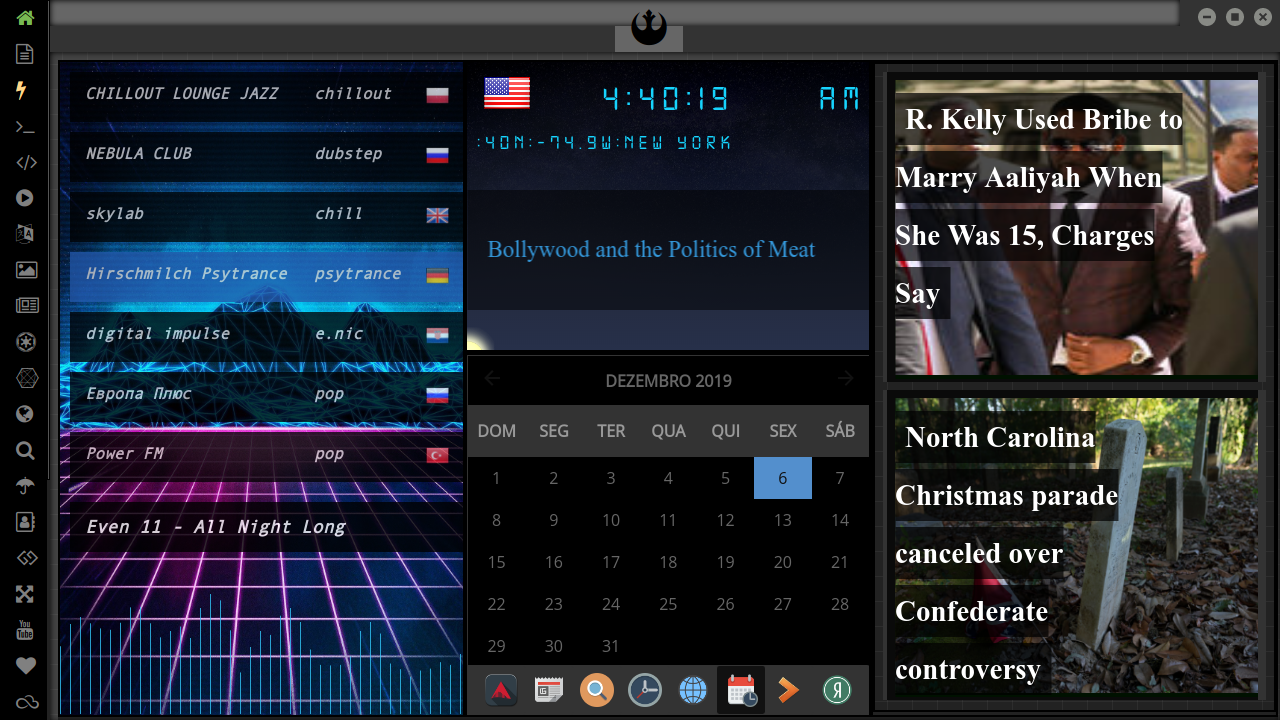 CHILLOUT LOUNGE JAZZ chillout
NEBULA CLUB dubstep
skylab chill
Hirschmilch Psytrance psytrance
digital impulse e.nic
Европа Плюс pop
Power FM pop
Even 11 - All Night Long
4:40:19 AM
:40N:-74.9W:NEW YORK
Bollywood and the Politics of Meat
DEZEMBRO 2019
DOM SEG TER QUA QUI SEX SÁB
1 2 3 4 5 6 7
8 9 10 11 12 13 14
15 16 17 18 19 20 21
22 23 24 25 26 27 28
29 30 31
R. Kelly Used Bribe to
Marry Aaliyah When
She Was 15, Charges
Say
North Carolina
Christmas parade
canceled over
Confederate
controversy
You
Tube
Я